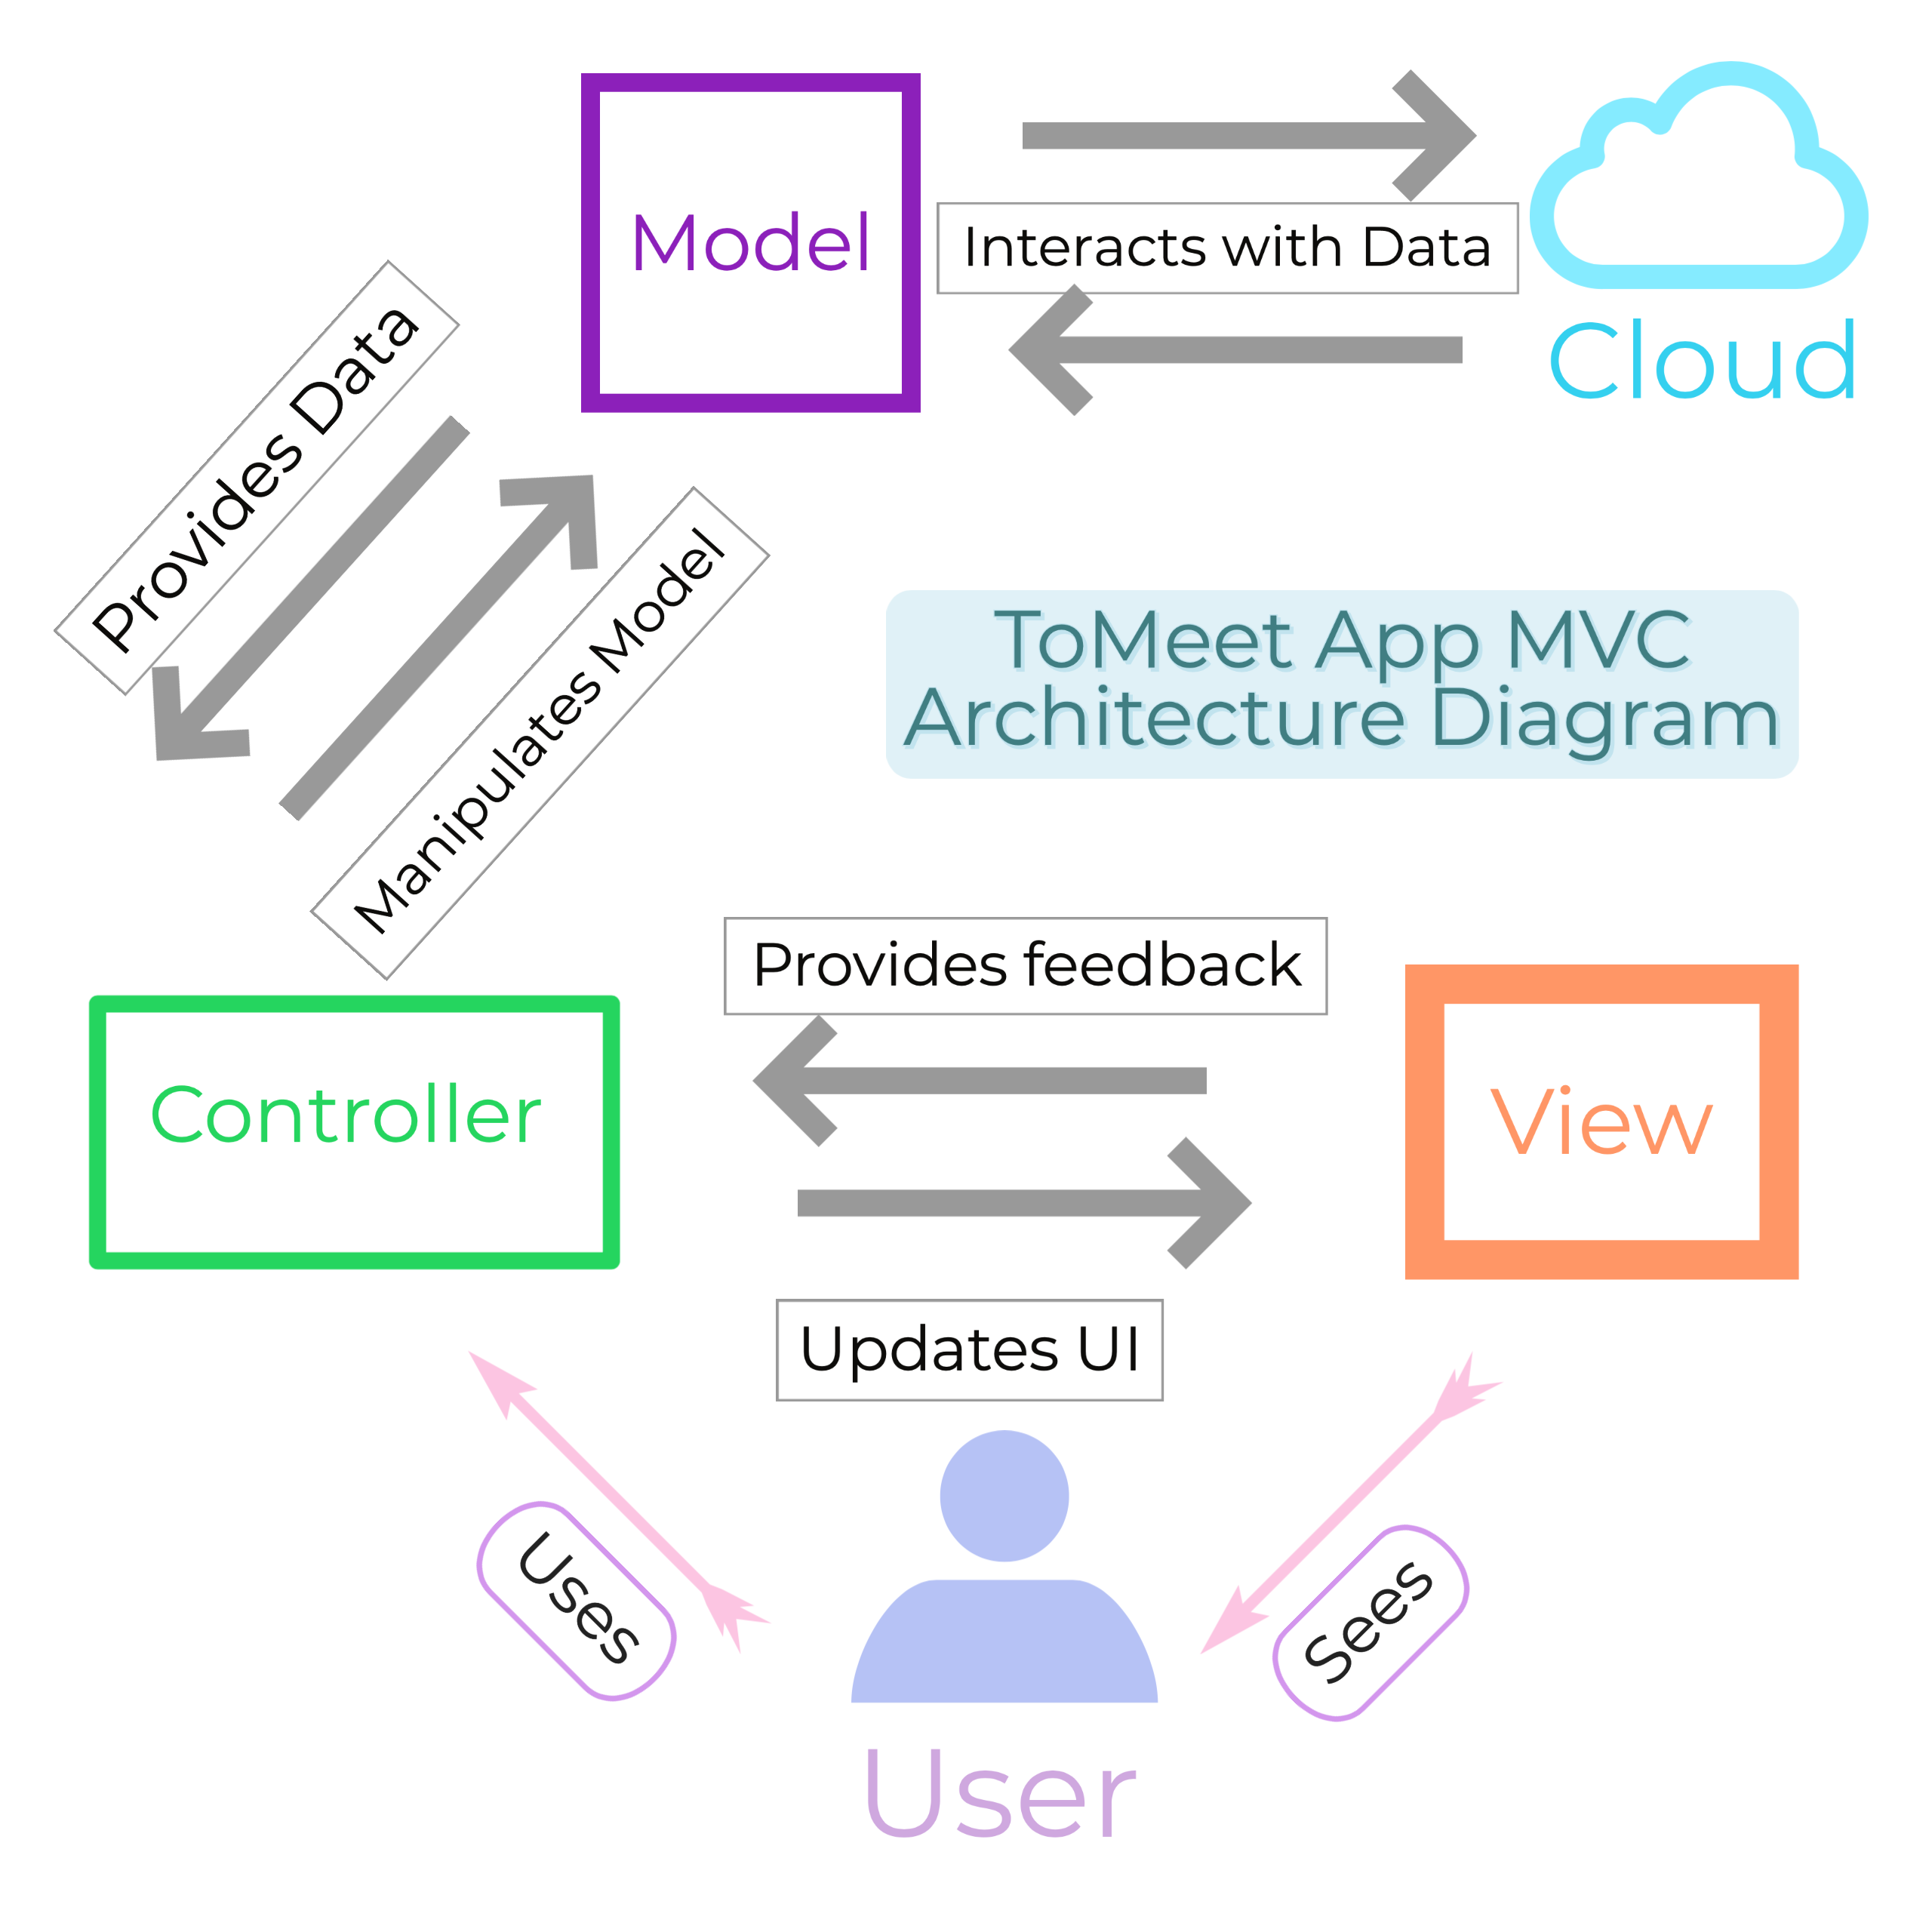 Model
Interacts with Data
Cloud
Provides Data
Manipulates Model
ToMeet App MVC
Architecture Diagram
Provides feedback
Controller
View
Updates UI
Uses
Sees
User